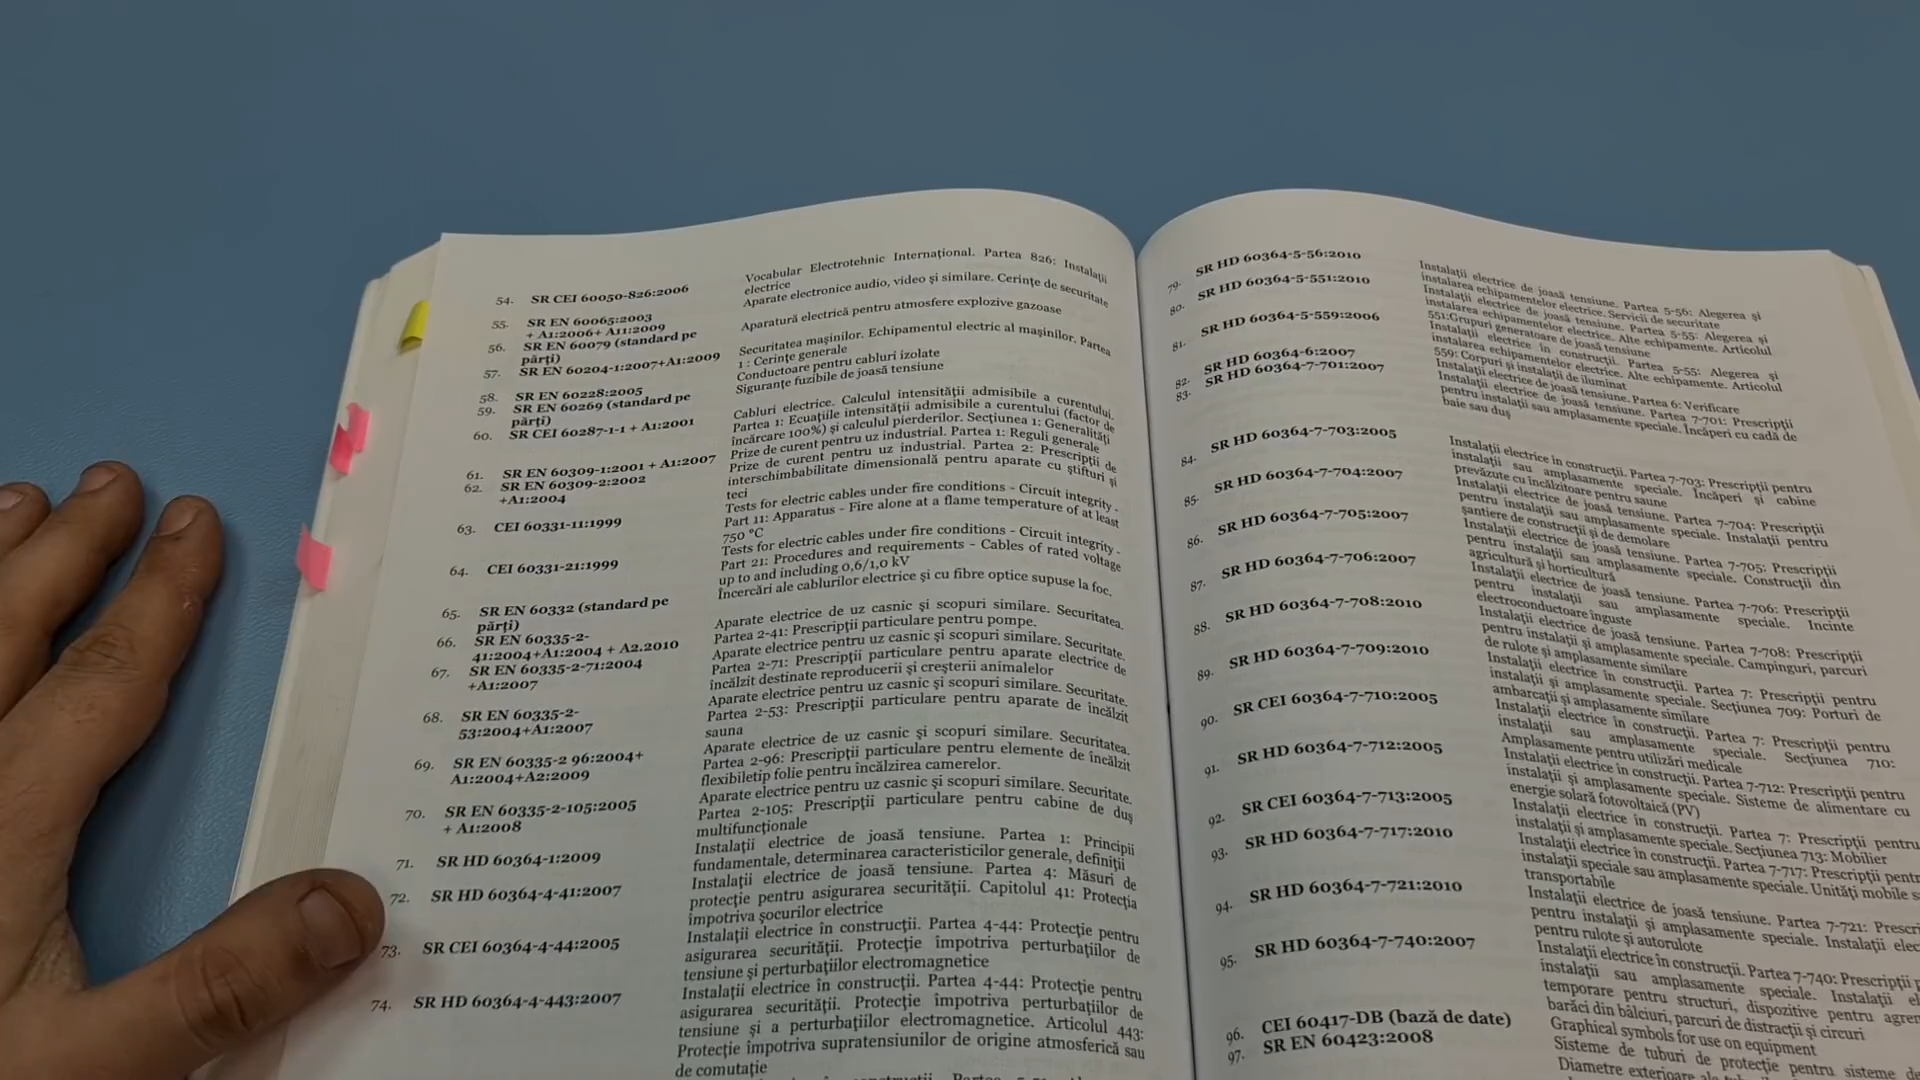 54. SR CEI 60050-826:2006
Vocabular Electrotehnic Internaţional. Partea 826: Instalaţii
electrice
55. SR EN 60065:2003
+ A1:2006+ A11:2009
Aparate electronice audio, video şi similare. Cerinţe de securitate
56. SR EN 60079 (standard pe
părţi)
Aparatură electrică pentru atmosfere explozive gazoase
57. SR EN 60204-1:2007+A1:2009
Securitatea maşinilor. Echipamentul electric al maşinilor. Partea
1 : Cerinţe generale
58. SR EN 60228:2005
Conductoare pentru cabluri izolate
59. SR EN 60269 (standard pe
părţi)
Siguranţe fuzibile de joasă tensiune
60. SR CEI 60287-1-1 + A1:2001
Cabluri electrice. Calculul intensităţii admisibile a curentului.
Partea 1: Ecuaţiile intensităţii admisibile a curentului (factor de
încărcare 100%) şi calculul pierderilor. Secţiunea 1: Generalităţi
61. SR EN 60309-1:2001 + A1:2007
Prize de curent pentru uz industrial. Partea 1: Reguli generale
62. SR EN 60309-2:2002
+A1:2004
Prize de curent pentru uz industrial. Partea 2: Prescripţii de
interschimbabilitate dimensională pentru aparate cu ştifturi şi
teci
63. CEI 60331-11:1999
Tests for electric cables under fire conditions - Circuit integrity -
Part 11: Apparatus - Fire alone at a flame temperature of at least
750 °C
64. CEI 60331-21:1999
Tests for electric cables under fire conditions - Circuit integrity -
Part 21: Procedures and requirements - Cables of rated voltage
up to and including 0,6/1,0 kV
65. SR EN 60332 (standard pe
părţi)
Încercări ale cablurilor electrice şi cu fibre optice supuse la foc.
66. SR EN 60335-2-
41:2004+A1:2004 + A2.2010
Aparate electrice de uz casnic şi scopuri similare. Securitatea.
Partea 2-41: Prescripţii particulare pentru pompe.
67. SR EN 60335-2-71:2004
+A1:2007
Aparate electrice pentru uz casnic şi scopuri similare. Securitate.
Partea 2-71: Prescripţii particulare pentru aparate electrice de
încălzit destinate reproducerii şi creşterii animalelor
68. SR EN 60335-2-
53:2004+A1:2007
Aparate electrice pentru uz casnic şi scopuri similare. Securitate.
Partea 2-53: Prescripţii particulare pentru aparate de încălzit
sauna
69. SR EN 60335-2 96:2004+
A1:2004+A2:2009
Aparate electrice de uz casnic şi scopuri similare. Securitatea.
Partea 2-96: Prescripţii particulare pentru elemente de încălzit
flexibiletip folie pentru încălzirea camerelor.
70. SR EN 60335-2-105:2005
+ A1:2008
Aparate electrice pentru uz casnic şi scopuri similare. Securitate.
Partea 2-105: Prescripţii particulare pentru cabine de duş
multifuncţionale
71. SR HD 60364-1:2009
Instalaţii electrice de joasă tensiune. Partea 1: Principii
fundamentale, determinarea caracteristicilor generale, definiţii
72. SR HD 60364-4-41:2007
Instalaţii electrice de joasă tensiune. Partea 4: Măsuri de
protecţie pentru asigurarea securităţii. Capitolul 41: Protecţia
împotriva şocurilor electrice
73. SR CEI 60364-4-44:2005
Instalaţii electrice în construcţii. Partea 4-44: Protecţie pentru
asigurarea securităţii. Protecţie împotriva perturbaţiilor de
tensiune şi perturbaţiilor electromagnetice
74. SR HD 60364-4-443:2007
Instalaţii electrice în construcţii. Partea 4-44: Protecţie pentru
asigurarea securităţii. Protecţie împotriva perturbaţiilor de
tensiune şi a perturbaţiilor electromagnetice. Articolul 443:
Protecţie împotriva supratensiunilor de origine atmosferică sau
de comutaţie
79. SR HD 60364-5-56:2010
Instalaţii electrice de joasă tensiune. Partea 5-56: Alegerea şi
instalarea echipamentelor electrice. Servicii de securitate
80. SR HD 60364-5-551:2010
Instalaţii electrice de joasă tensiune. Partea 5-55: Alegerea şi
instalarea echipamentelor electrice. Alte echipamente. Articolul
551:Grupuri generatoare de joasă tensiune
81. SR HD 60364-5-559:2006
Instalaţii electrice în construcţii. Partea 5-55: Alegerea şi
instalarea echipamentelor electrice. Alte echipamente. Articolul
559: Corpuri şi instalaţii de iluminat
82. SR HD 60364-6:2007
Instalaţii electrice de joasă tensiune. Partea 6: Verificare
83. SR HD 60364-7-701:2007
Instalaţii electrice de joasă tensiune. Partea 7-701: Prescripţii
pentru instalaţii sau amplasamente speciale. Încăperi cu cadă de
baie sau duş
84. SR HD 60364-7-703:2005
Instalaţii electrice în construcţii. Partea 7-703: Prescripţii pentru
instalaţii sau amplasamente speciale. Încăperi şi cabine
prevăzute cu încălzitoare pentru saune
85. SR HD 60364-7-704:2007
Instalaţii electrice de joasă tensiune. Partea 7-704: Prescripţii
pentru instalaţii sau amplasamente speciale. Instalaţii pentru
şantiere de construcţii şi de demolare
86. SR HD 60364-7-705:2007
Instalaţii electrice de joasă tensiune. Partea 7-705: Prescripţii
pentru instalaţii sau amplasamente speciale. Construcţii din
agricultură şi horticultură
87. SR HD 60364-7-706:2007
Instalaţii electrice de joasă tensiune. Partea 7-706: Prescripţii
pentru instalaţii sau amplasamente speciale. Incinte
electroconductoare inguste
88. SR HD 60364-7-708:2010
Instalaţii electrice de joasă tensiune. Partea 7-708: Prescripţii
pentru instalaţii şi amplasamente speciale. Campinguri, parcuri
de rulote şi amplasamente similare
89. SR HD 60364-7-709:2010
Instalaţii electrice în construcţii. Partea 7: Prescripţii pentru
instalaţii şi amplasamente speciale. Secţiunea 709: Porturi de
ambarcaţii şi amplasamente similare
90. SR CEI 60364-7-710:2005
Instalaţii electrice în construcţii. Partea 7: Prescripţii pentru
instalaţii sau amplasamente speciale. Secţiunea 710:
Amplasamente pentru utilizări medicale
91. SR HD 60364-7-712:2005
Instalaţii electrice în construcţii. Partea 7-712: Prescripţii pentru
instalaţii şi amplasamente speciale. Sisteme de alimentare cu
energie solară fotovoltaică (PV)
92. SR CEI 60364-7-713:2005
Instalaţii electrice în construcţii. Partea 7: Prescripţii pentru
instalaţii şi amplasamente speciale. Secţiunea 713: Mobilier
93. SR HD 60364-7-717:2010
Instalaţii electrice în construcţii. Partea 7-717: Prescripţii pentru
instalaţii speciale sau amplasamente speciale. Unităţi mobile s
transportabile
94. SR HD 60364-7-721:2010
Instalaţii electrice de joasă tensiune. Partea 7-721: Prescri
pentru instalaţii şi amplasamente speciale. Instalaţii elec
pentru rulote şi autorulote
95. SR HD 60364-7-740:2007
Instalaţii electrice în construcţii. Partea 7-740: Prescripţii p
instalaţii sau amplasamente speciale. Instalaţii el
temporare pentru structuri, dispozitive pentru agrem
barăci din bâlciuri, parcuri de distracţii şi circuri
96. CEI 60417-DB (bază de date)
Graphical symbols for use on equipment
97. SR EN 60423:2008
Sisteme de tuburi de protecţie pentru sisteme de